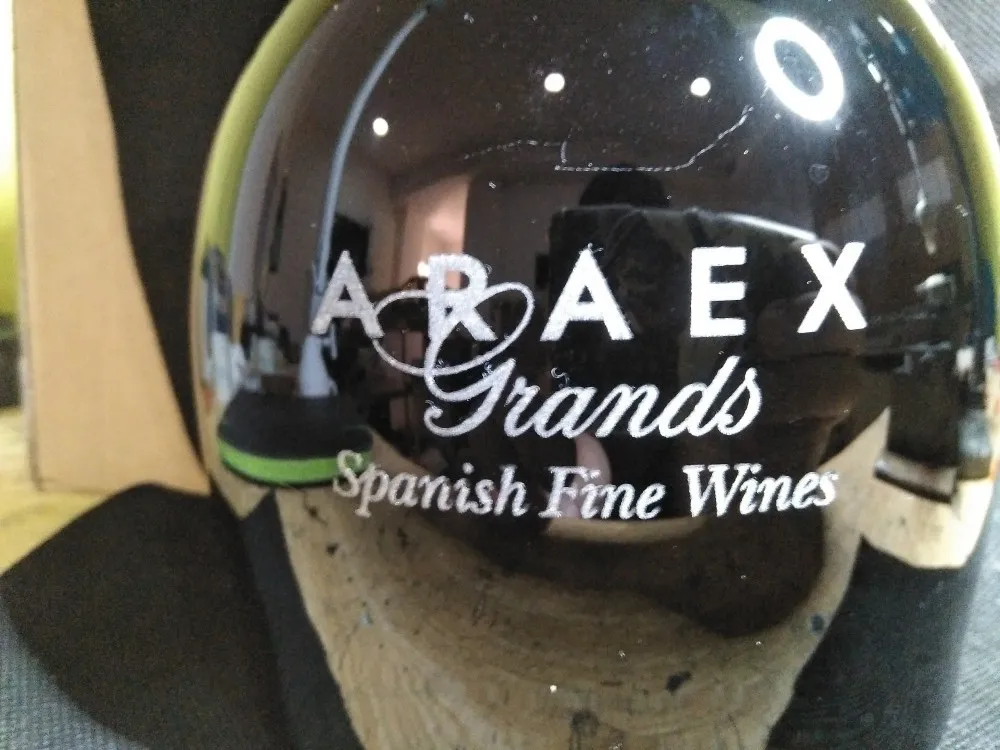 ARAEX
Grands
Spanish Fine Wines